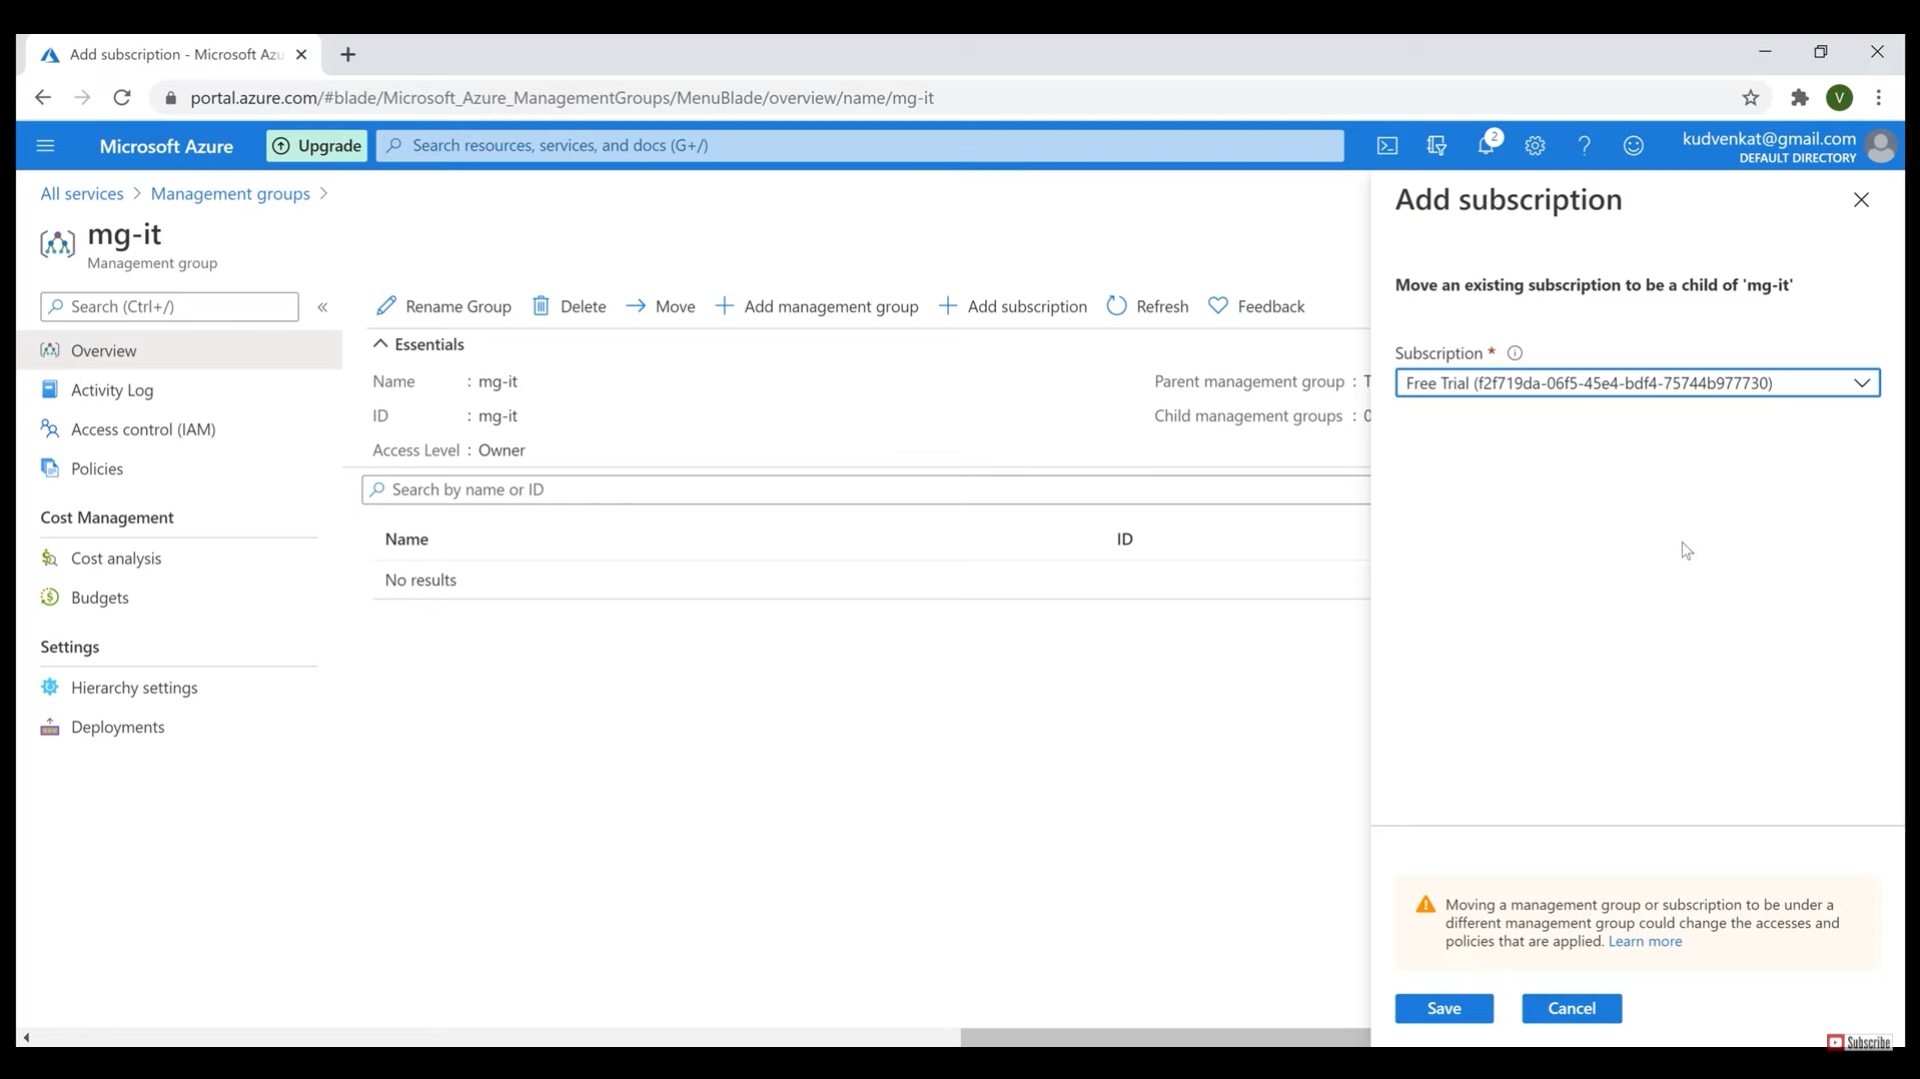 Add subscription - Microsoft Azu
portal.azure.com/#blade/Microsoft_Azure_ManagementGroups/MenuBlade/overview/name/mg-it
V
Microsoft Azure
Upgrade
Search resources, services, and docs (G+/)
2
kudvenkat@gmail.com
DEFAULT DIRECTORY
All services > Management groups >
mg-it
Management group
Search (Ctrl+/)
Overview
Activity Log
Access control (IAM)
Policies
Cost Management
Cost analysis
Budgets
Settings
Hierarchy settings
Deployments
Rename Group Delete Move Add management group Add subscription Refresh Feedback
Essentials
Name : mg-it
Parent management group : T
ID : mg-it
Child management groups : 0
Access Level : Owner
Search by name or ID
Name ID
No results
Add subscription
Move an existing subscription to be a child of 'mg-it'
Subscription *
Free Trial (f2f719da-06f5-45e4-bdf4-75744b977730)
Moving a management group or subscription to be under a
different management group could change the accesses and
policies that are applied. Learn more
Save Cancel
Subscribe